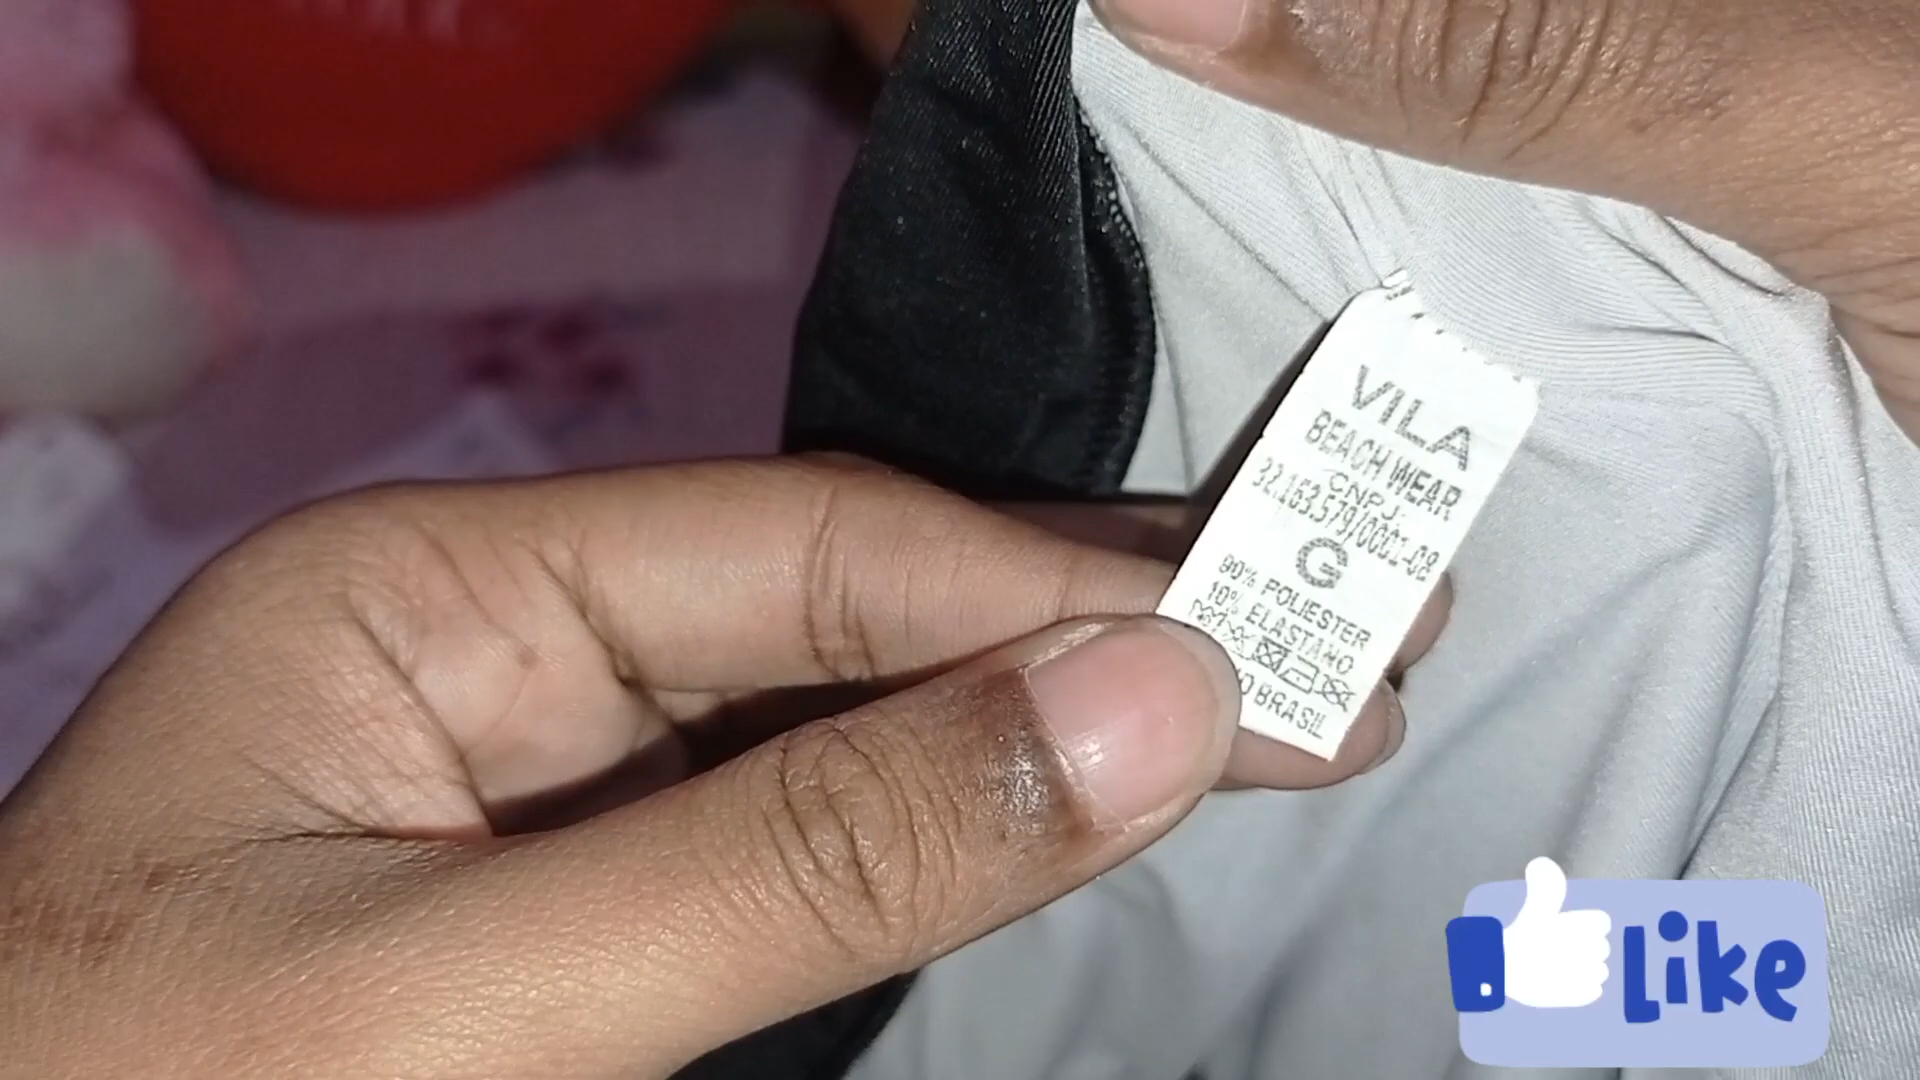 VILA
BEACH WEAR
CNPJ:
32.163.579/0001-08
G
90% POLIESTER
10% ELASTANO
BRASIL
Like